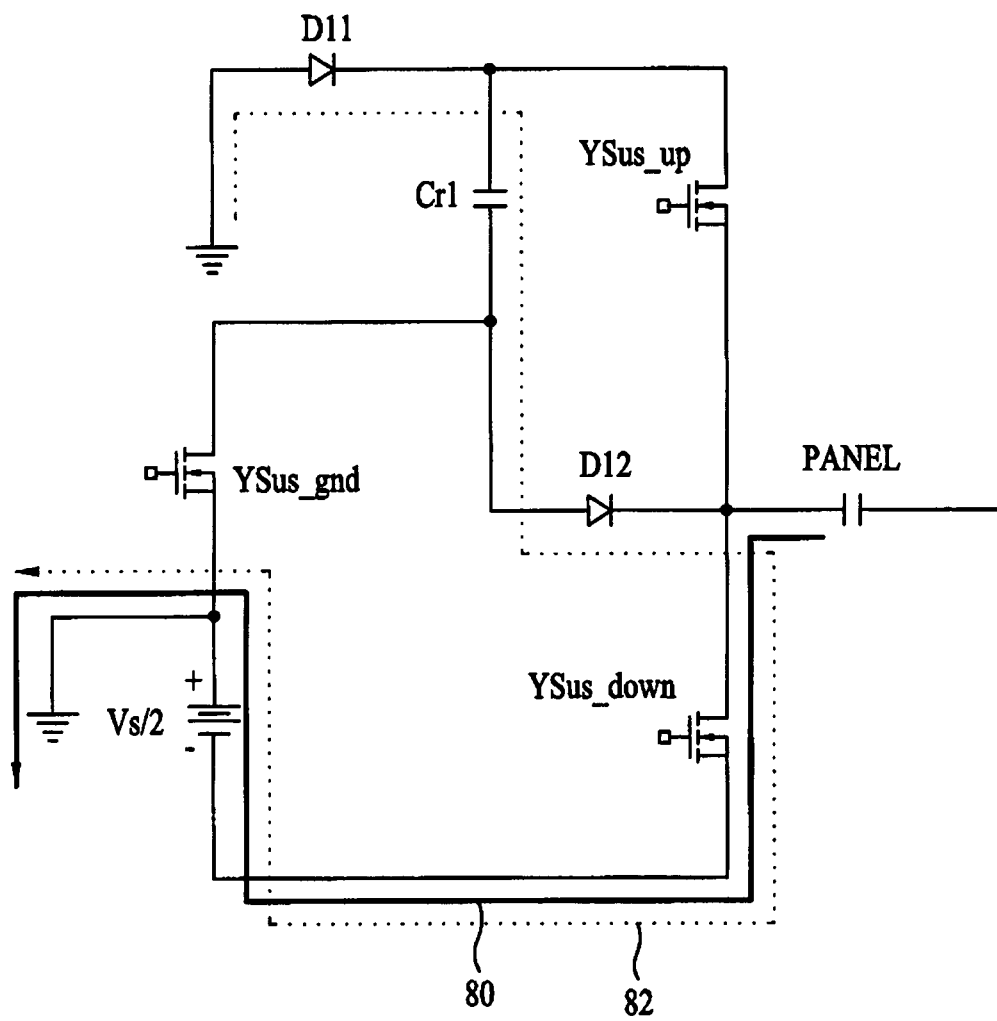 D11
YSus_up
Cr1
D12
PANEL
YSus_gnd
+
Vs/2
-
YSus_down
80
82